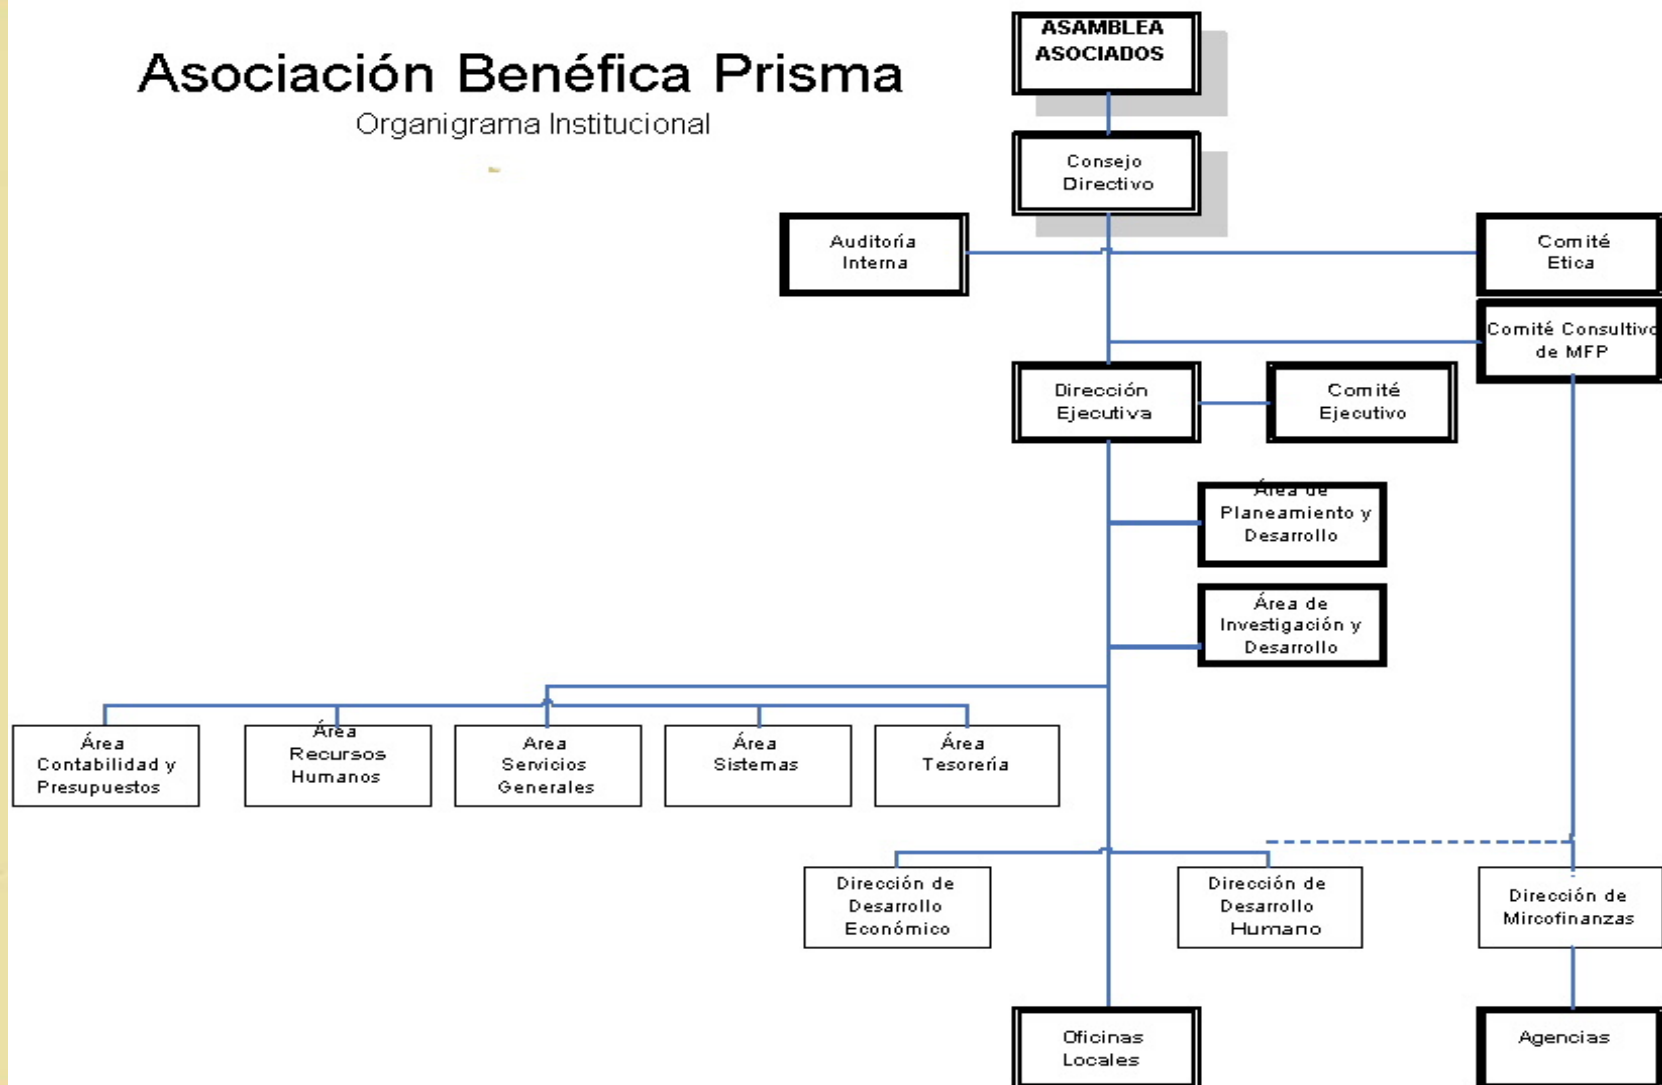 Asociación Benéfica Prisma
Organigrama Institucional
ASAMBLEA
ASOCIADOS
Consejo
Directivo
Auditoría
Interna
Comité
Etica
Comité Consultivo
de MFP
Dirección
Ejecutiva
Comité
Ejecutivo
Área de
Planeamiento y
Desarrollo
Área de
Investigación y
Desarrollo
Área
Contabilidad y
Presupuestos
Área
Recursos
Humanos
Area
Servicios
Generales
Área
Sistemas
Área
Tesorería
Dirección de
Desarrollo
Económico
Dirección de
Desarrollo
Humano
Dirección de
Mircofinanzas
Oficinas
Locales
Agencias